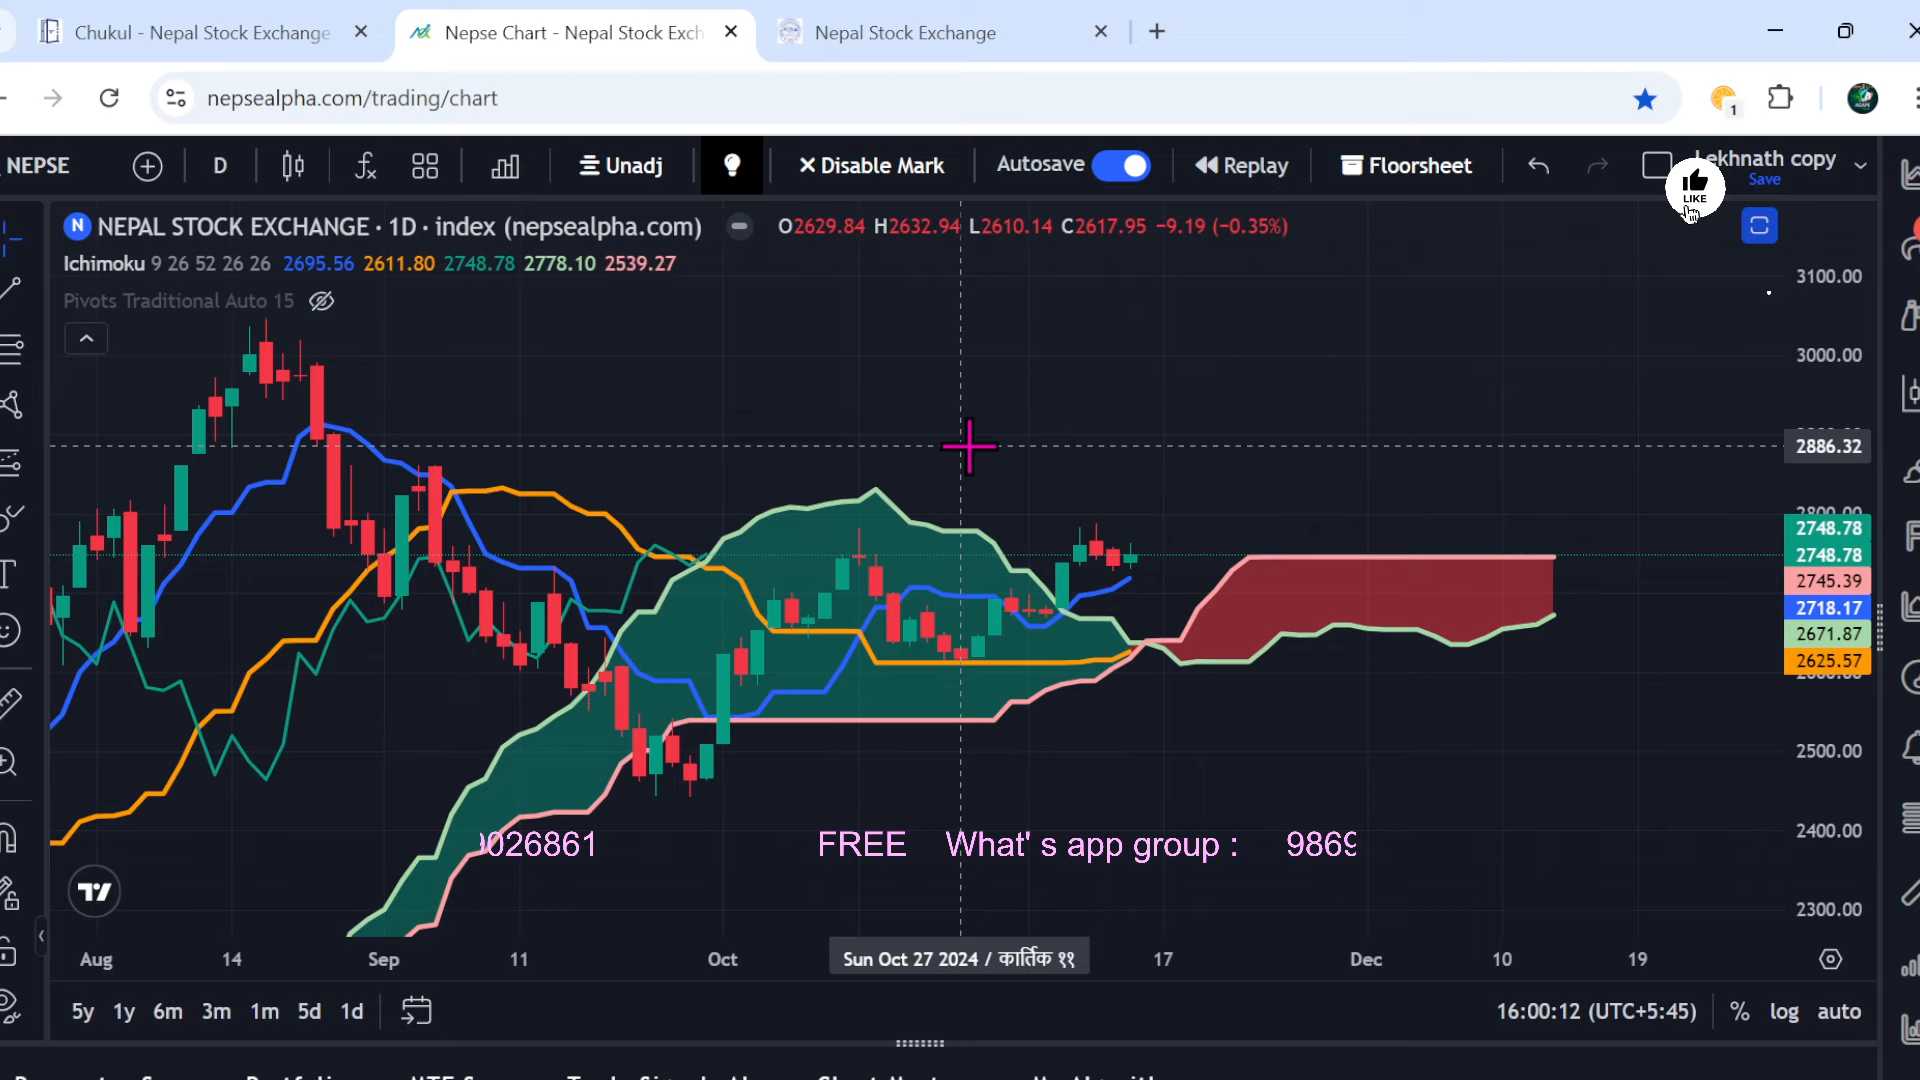 Chukul - Nepal Stock Exchange
Nepse Chart - Nepal Stock Exch
Nepal Stock Exchange
nepsealpha.com/trading/chart
1
NEPSE
D
Unadj
Disable Mark
Autosave
Replay
Floorsheet
Lekhnath copy
Save
LIKE
N NEPAL STOCK EXCHANGE · 1D · index (nepsealpha.com)
O2629.84 H2632.94 L2610.14 C2617.95 −9.19 (−0.35%)
Ichimoku 9 26 52 26 26 2695.56 2611.80 2748.78 2778.10 2539.27
Pivots Traditional Auto 15
3100.00
3000.00
2886.32
2748.78
2748.78
2745.39
2718.17
2671.87
2625.57
2500.00
2400.00
2300.00
0026861 FREE What' s app group : 9869
Aug 14 Sep 11 Oct Sun Oct 27 2024 / कार्तिक ११ 17 Dec 10 19
5y 1y 6m 3m 1m 5d 1d
16:00:12 (UTC+5:45) % log auto